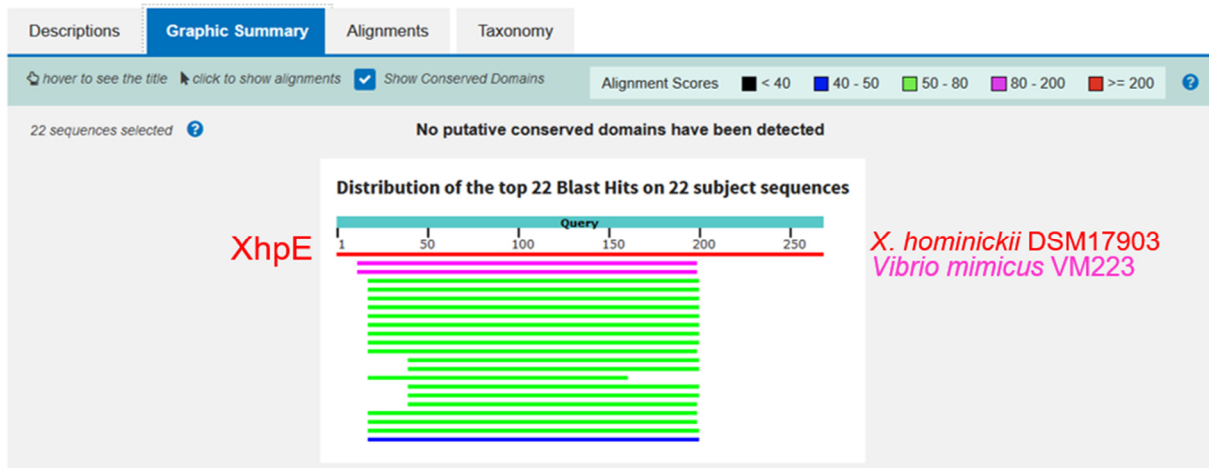 Descriptions Graphic Summary Alignments Taxonomy
hover to see the title click to show alignments Show Conserved Domains Alignment Scores < 40 40 - 50 50 - 80 80 - 200 >= 200 ?
22 sequences selected ? No putative conserved domains have been detected
Distribution of the top 22 Blast Hits on 22 subject sequences
Query
1 50 100 150 200 250
XhpE X. hominickii DSM17903
Vibrio mimicus VM223